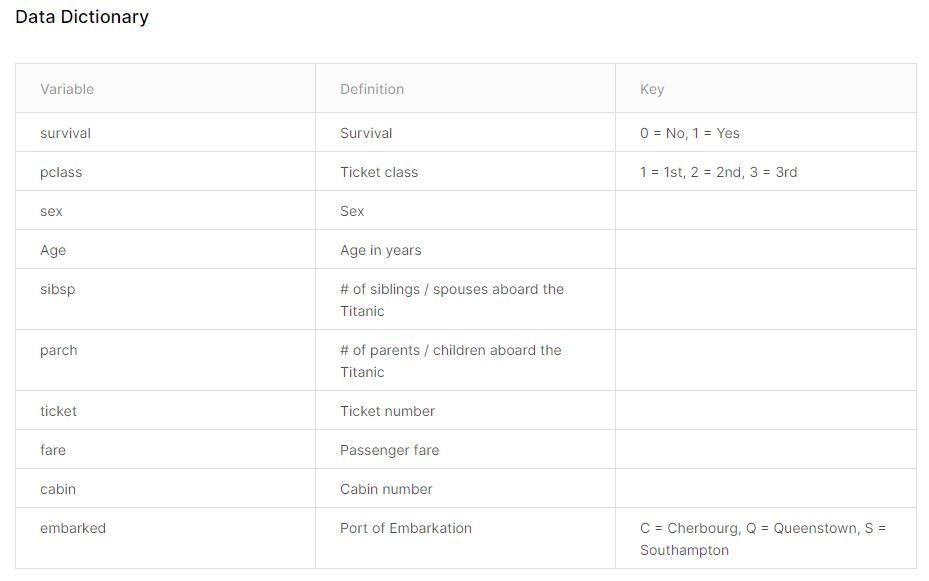 Data Dictionary
Variable Definition Key
survival Survival 0 = No, 1 = Yes
pclass Ticket class 1 = 1st, 2 = 2nd, 3 = 3rd
sex Sex
Age Age in years
sibsp # of siblings / spouses aboard the
Titanic
parch # of parents / children aboard the
Titanic
ticket Ticket number
fare Passenger fare
cabin Cabin number
embarked Port of Embarkation C = Cherbourg, Q = Queenstown, S =
Southampton